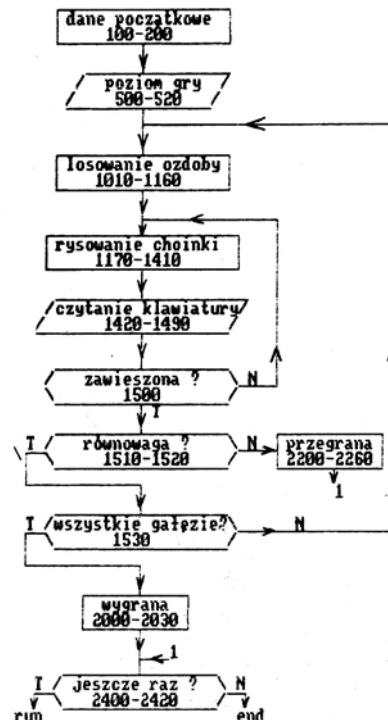 dane początkowe
100-200
poziom gry
500-520
losowanie ozdoby
1010-1160
rysowanie choinki
1170-1410
czytanie klawiatury
1420-1490
zawieszona ? N
1500
T
T równowaga ? N przegrana
1510-1520 2200-2260
1
T wszystkie gałęzie? N
1530
wygrana
2000-2030
1
T jeszcze raz ? N
2400-2420
run end